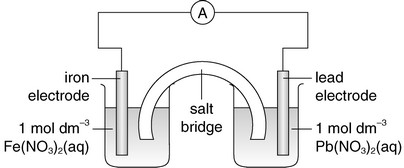 A
iron
electrode
1 mol dm⁻³
Fe(NO₃)₂(aq)
salt
bridge
lead
electrode
1 mol dm⁻³
Pb(NO₃)₂(aq)